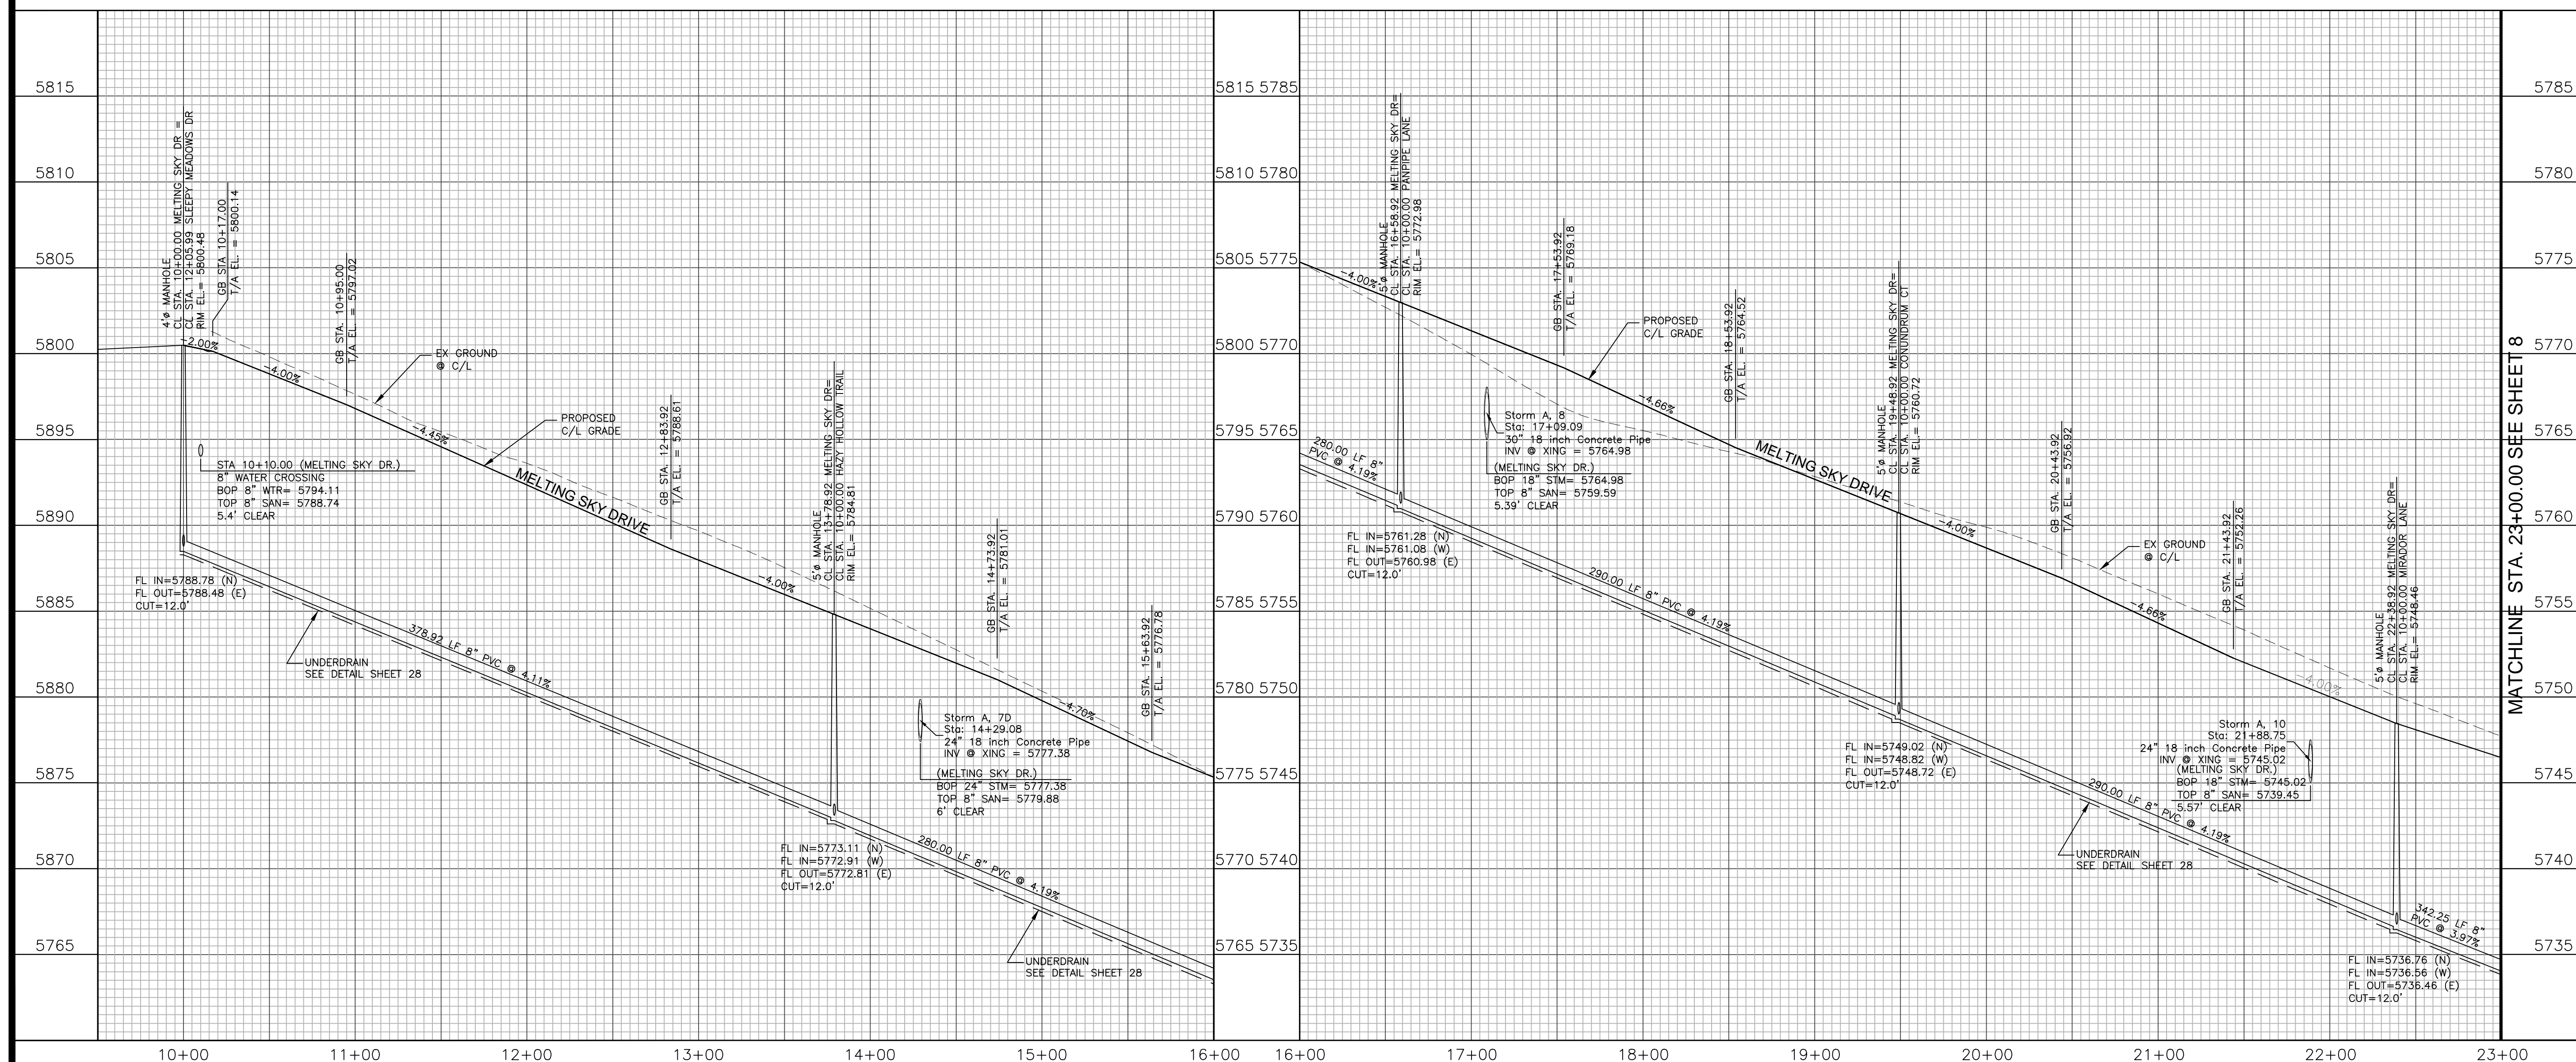 5815
5810
5805
5800
5895
5890
5885
5880
5875
5870
5765
4'ø MANHOLE
CL STA. 10+00.00 MELTING SKY DR =
CL STA. 12+05.99 SLEEPY MEADOWS DR
RIM EL.= 5800.48
GB STA 10+17.00
T/A EL. = 5800.14
GB STA. 10+95.00
T/A EL. = 5797.02
-2.00%
-4.00%
EX GROUND
@ C/L
-4.45%
PROPOSED
C/L GRADE
MELTING SKY DRIVE
STA 10+10.00 (MELTING SKY DR.)
8" WATER CROSSING
BOP 8" WTR= 5794.11
TOP 8" SAN= 5788.74
5.4' CLEAR
GB STA. 12+83.92
T/A EL. = 5788.61
5'ø MANHOLE
CL STA. 13+78.92 MELTING SKY DR=
CL STA. 10+00.00 HAZY HOLLOW TRAIL
RIM EL.= 5784.81
-4.00%
GB STA. 14+73.92
T/A EL. = 5781.01
GB STA. 15+63.92
T/A EL. = 5776.78
-4.70%
FL IN=5788.78 (N)
FL OUT=5788.48 (E)
CUT=12.0'
UNDERDRAIN
SEE DETAIL SHEET 28
378.92 LF 8" PVC @ 4.11%
Storm A, 7D
Sta: 14+29.08
24" 18 inch Concrete Pipe
INV @ XING = 5777.38
(MELTING SKY DR.)
BOP 24" STM= 5777.38
TOP 8" SAN= 5779.88
6' CLEAR
FL IN=5773.11 (N)
FL IN=5772.91 (W)
FL OUT=5772.81 (E)
CUT=12.0'
280.00 LF 8" PVC @ 4.19%
UNDERDRAIN
SEE DETAIL SHEET 28
5815 5785
5810 5780
5805 5775
5800 5770
5795 5765
5790 5760
5785 5755
5780 5750
5775 5745
5770 5740
5765 5735
-4.00%
5'ø MANHOLE
CL STA. 16+58.92 MELTING SKY DR=
CL STA. 10+00.00 PANPIPE LANE
RIM EL.= 5772.98
GB STA. 17+53.92
T/A EL. = 5769.18
PROPOSED
C/L GRADE
GB STA. 18+53.92
T/A EL. = 5764.52
-4.66%
280.00 LF 8"
PVC @ 4.19%
Storm A, 8
Sta: 17+09.09
30" 18 inch Concrete Pipe
INV @ XING = 5764.98
(MELTING SKY DR.)
BOP 18" STM= 5764.98
TOP 8" SAN= 5759.59
5.39' CLEAR
MELTING SKY DRIVE
FL IN=5761.28 (N)
FL IN=5761.08 (W)
FL OUT=5760.98 (E)
CUT=12.0'
290.00 LF 8" PVC @ 4.19%
5'ø MANHOLE
CL STA. 19+48.92 MELTING SKY DR=
CL STA. 10+00.00 CONUNDRUM CT
RIM EL.= 5760.72
-4.00%
GB STA. 20+43.92
T/A EL. = 5756.92
EX GROUND
@ C/L
-4.66%
GB STA. 21+43.92
T/A EL. = 5752.26
-4.00%
5'ø MANHOLE
CL STA. 22+38.92 MELTING SKY DR=
CL STA. 10+00.00 MIRADOR LANE
RIM EL.= 5748.46
FL IN=5749.02 (N)
FL IN=5748.82 (W)
FL OUT=5748.72 (E)
CUT=12.0'
Storm A, 10
Sta: 21+88.75
24" 18 inch Concrete Pipe
INV @ XING = 5745.02
(MELTING SKY DR.)
BOP 18" STM= 5745.02
TOP 8" SAN= 5739.45
5.57' CLEAR
290.00 LF 8" PVC @ 4.19%
UNDERDRAIN
SEE DETAIL SHEET 28
342.25 LF 8"
PVC @ 3.97%
FL IN=5736.76 (N)
FL IN=5736.56 (W)
FL OUT=5736.46 (E)
CUT=12.0'
MATCHLINE STA. 23+00.00 SEE SHEET 8
5785
5780
5775
5770
5765
5760
5755
5750
5745
5740
5735
10+00 11+00 12+00 13+00 14+00 15+00 16+00 16+00 17+00 18+00 19+00 20+00 21+00 22+00 23+00